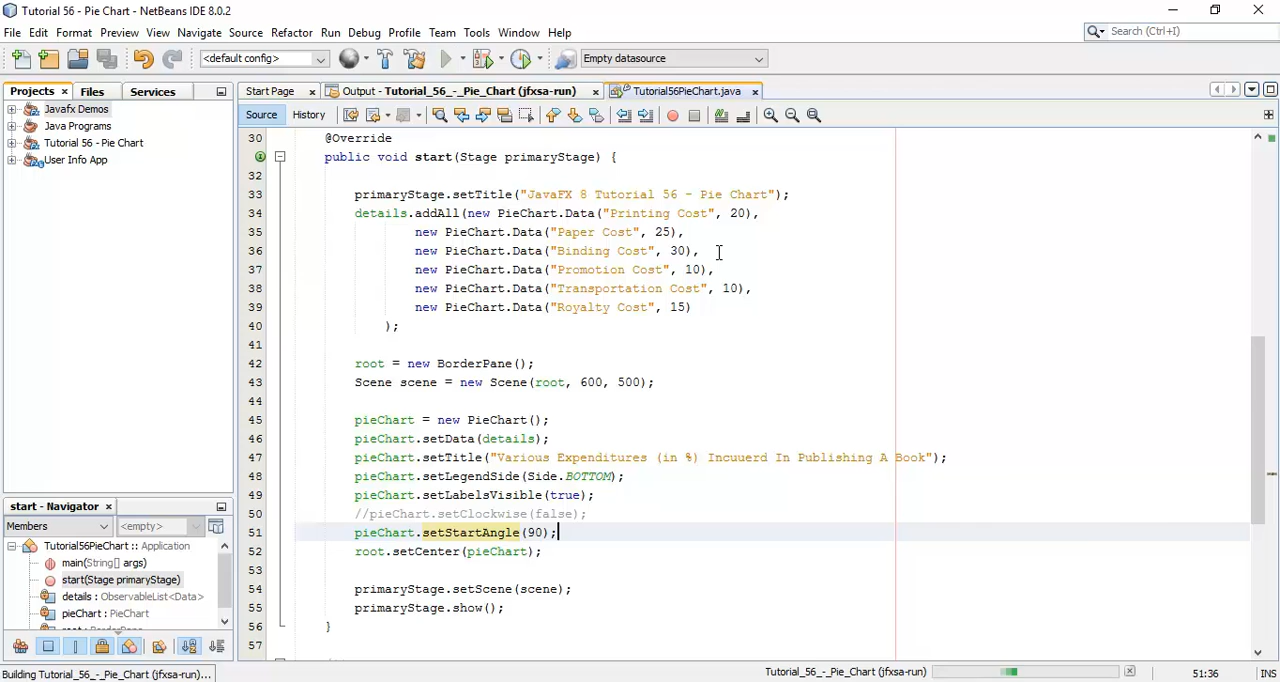 Tutorial 56 - Pie Chart - NetBeans IDE 8.0.2
File Edit Format Preview View Navigate Source Refactor Run Debug Profile Team Tools Window Help
Search (Ctrl+I)
<default config>
Empty datasource
Projects Files Services
Start Page Output - Tutorial_56_-_Pie_Chart (jfxsa-run) Tutorial56PieChart.java
Javafx Demos
Java Programs
Tutorial 56 - Pie Chart
User Info App
Source History
30 @Override
public void start(Stage primaryStage) {
32
33 primaryStage.setTitle("JavaFX 8 Tutorial 56 - Pie Chart");
34 details.addAll(new PieChart.Data("Printing Cost", 20),
35 new PieChart.Data("Paper Cost", 25),
36 new PieChart.Data("Binding Cost", 30),
37 new PieChart.Data("Promotion Cost", 10),
38 new PieChart.Data("Transportation Cost", 10),
39 new PieChart.Data("Royalty Cost", 15)
40 );
41
42 root = new BorderPane();
43 Scene scene = new Scene(root, 600, 500);
44
45 pieChart = new PieChart();
46 pieChart.setData(details);
47 pieChart.setTitle("Various Expenditures (in %) Incuuerd In Publishing A Book");
48 pieChart.setLegendSide(Side.BOTTOM);
49 pieChart.setLabelsVisible(true);
50 //pieChart.setClockwise(false);
51 pieChart.setStartAngle(90);
52 root.setCenter(pieChart);
53
54 primaryStage.setScene(scene);
55 primaryStage.show();
56 }
57
start - Navigator
Members <empty>
Tutorial56PieChart :: Application
main(String[] args)
start(Stage primaryStage)
details : ObservableList<Data>
pieChart : PieChart
Building Tutorial_56_-_Pie_Chart (jfxsa-run)...
Tutorial_56_-_Pie_Chart (jfxsa-run)
51:36 INS